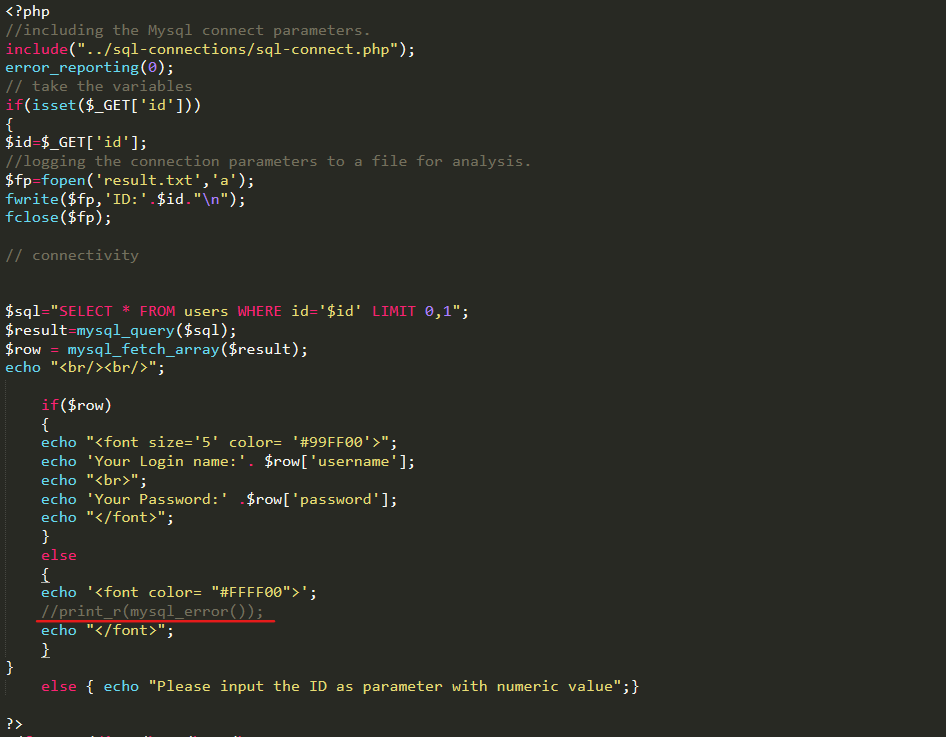 <?php
//including the Mysql connect parameters.
include("../sql-connections/sql-connect.php");
error_reporting(0);
// take the variables
if(isset($_GET['id']))
{
$id=$_GET['id'];
//logging the connection parameters to a file for analysis.
$fp=fopen('result.txt','a');
fwrite($fp,'ID:'.$id."\n");
fclose($fp);
// connectivity
$sql="SELECT * FROM users WHERE id='$id' LIMIT 0,1";
$result=mysql_query($sql);
$row = mysql_fetch_array($result);
echo "<br/><br/>";
if($row)
{
echo "<font size='5' color= '#99FF00'>";
echo 'Your Login name:'. $row['username'];
echo "<br>";
echo 'Your Password:' .$row['password'];
echo "</font>";
}
else
{
echo '<font color= "#FFFF00">';
//print_r(mysql_error());
echo "</font>";
}
}
else { echo "Please input the ID as parameter with numeric value";}
?>